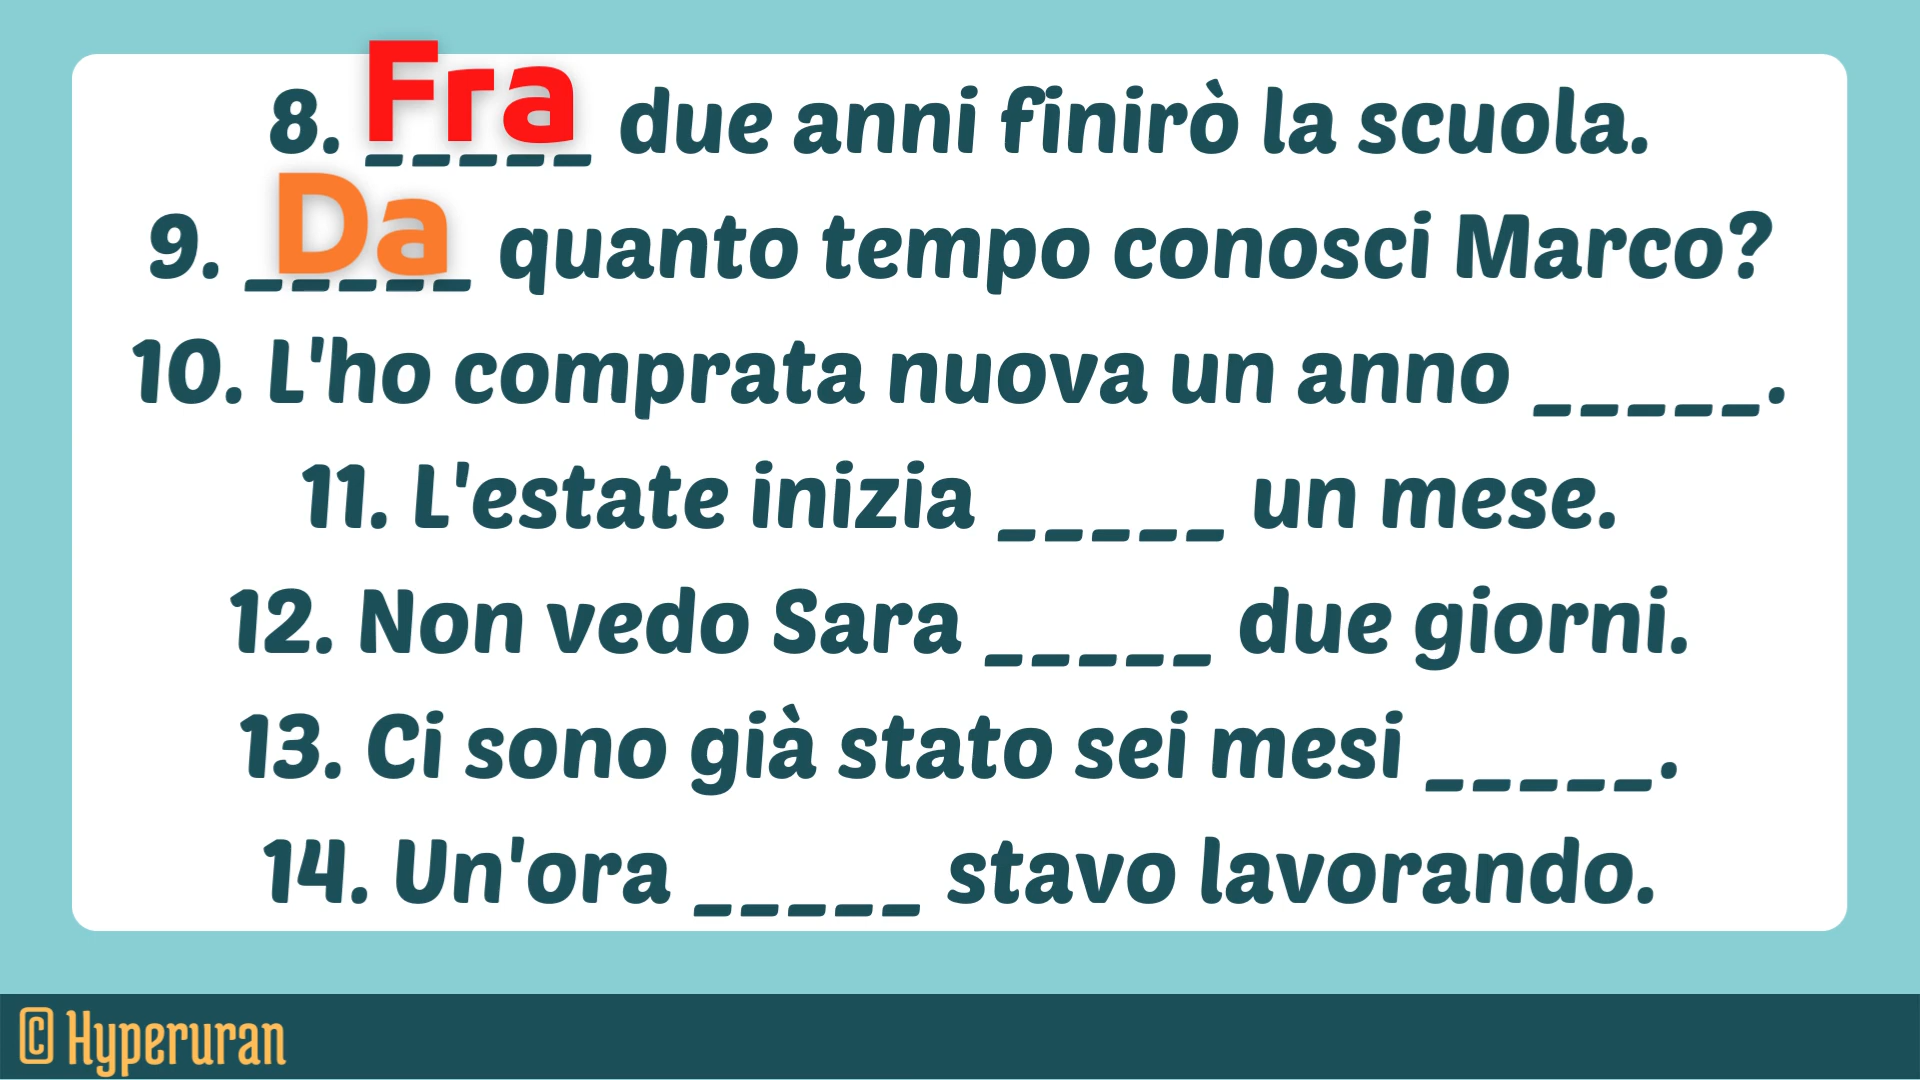 8. Fra due anni finirò la scuola.
9. Da quanto tempo conosci Marco?
10. L'ho comprata nuova un anno _____.
11. L'estate inizia _____ un mese.
12. Non vedo Sara _____ due giorni.
13. Ci sono già stato sei mesi _____.
14. Un'ora _____ stavo lavorando.
© Hyperuran